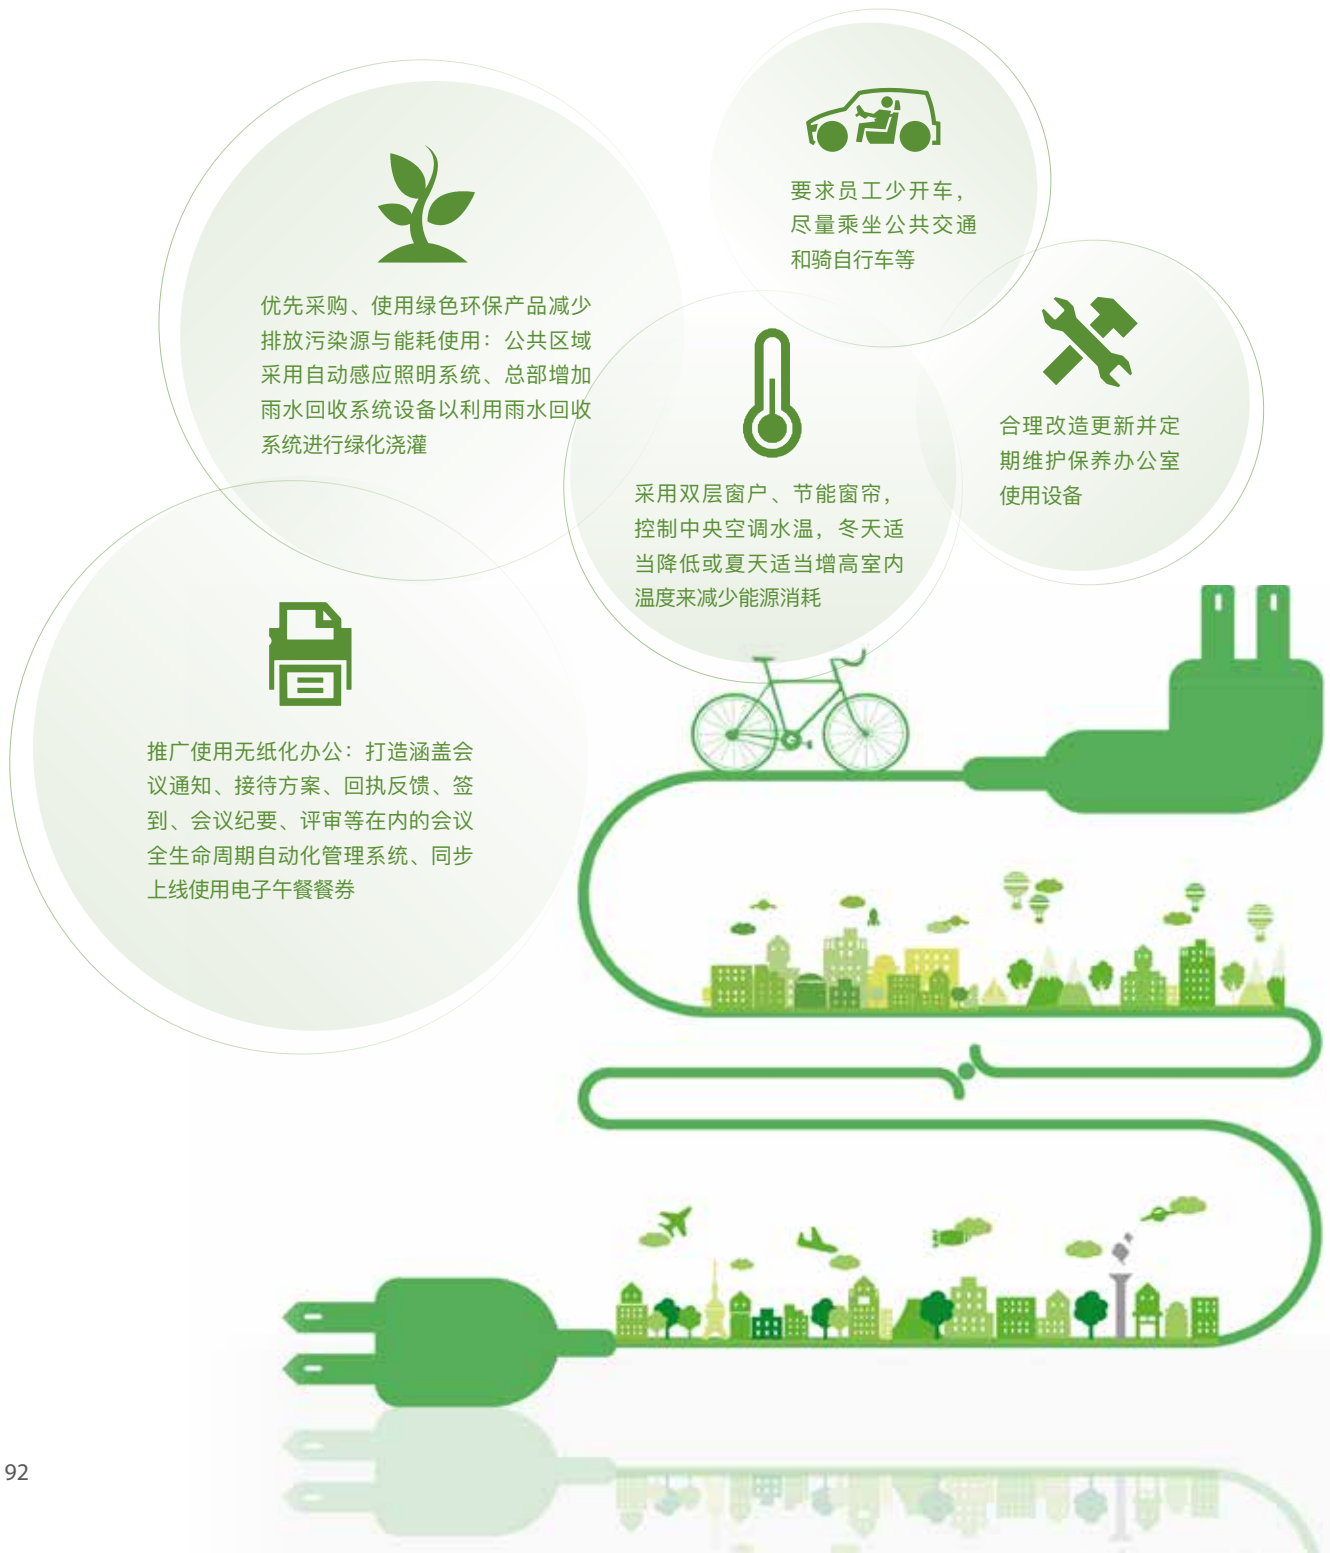 要求员工少开车，
尽量乘坐公共交通
和骑自行车等
优先采购、使用绿色环保产品减少
排放污染源与能耗使用：公共区域
采用自动感应照明系统、总部增加
雨水回收系统设备以利用雨水回收
系统进行绿化浇灌
合理改造更新并定
期维护保养办公室
使用设备
采用双层窗户、节能窗帘，
控制中央空调水温，冬天适
当降低或夏天适当增高室内
温度来减少能源消耗
推广使用无纸化办公：打造涵盖会
议通知、接待方案、回执反馈、签
到、会议纪要、评审等在内的会议
全生命周期自动化管理系统、同步
上线使用电子午餐餐券
92